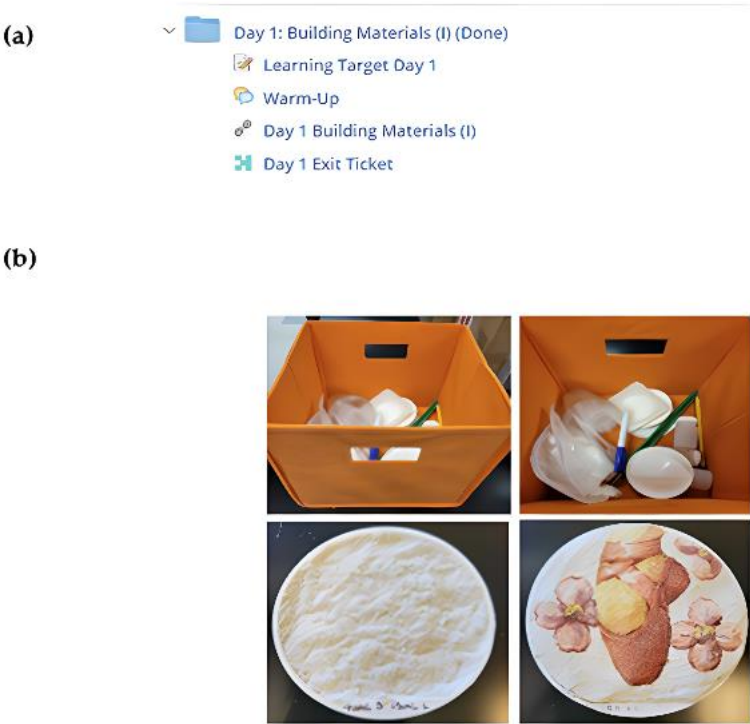 (a)
Day 1: Building Materials (I) (Done)
Learning Target Day 1
Warm-Up
Day 1 Building Materials (I)
Day 1 Exit Ticket
(b)